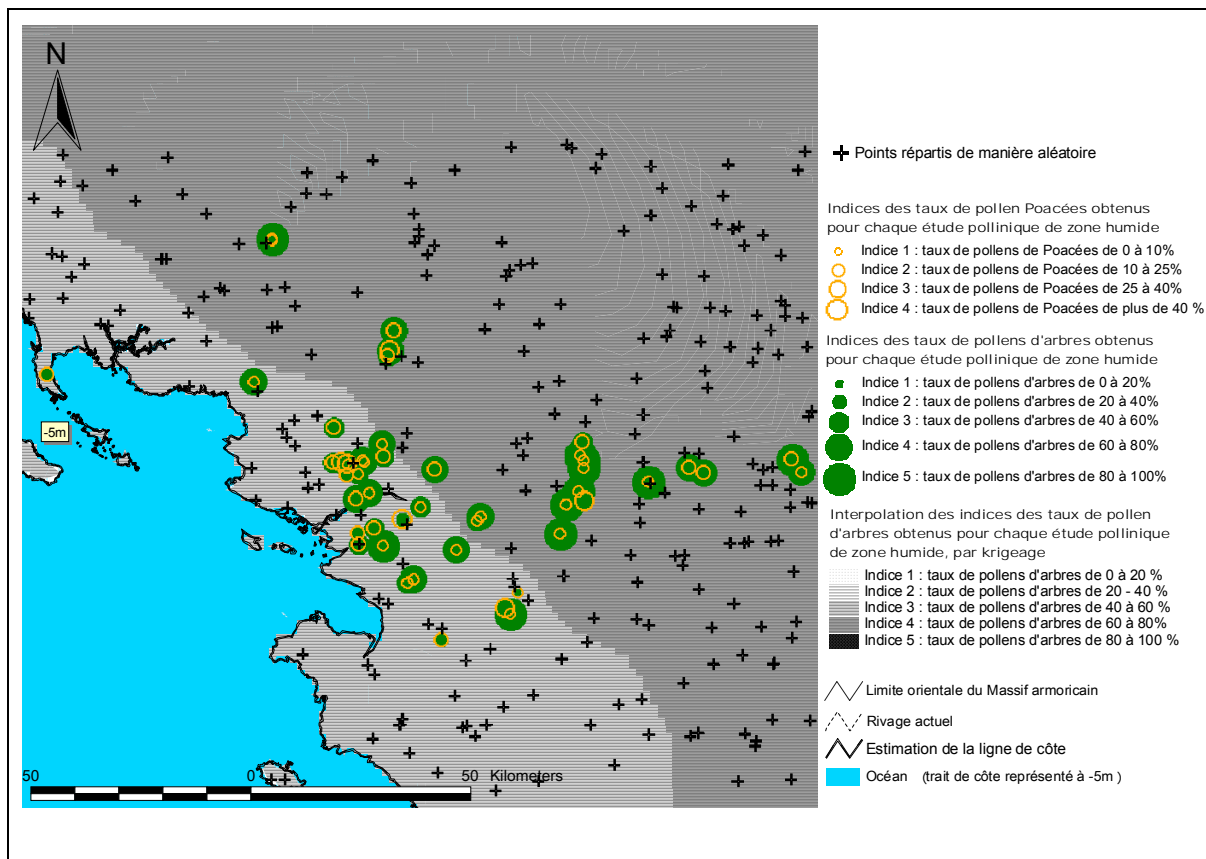 N
-5m
50 0 50 Kilometers
Points répartis de manière aléatoire
Indices des taux de pollen Poacées obtenus
pour chaque étude pollinique de zone humide
Indice 1 : taux de pollens de Poacées de 0 à 10%
Indice 2 : taux de pollens de Poacées de 10 à 25%
Indice 3 : taux de pollens de Poacées de 25 à 40%
Indice 4 : taux de pollens de Poacées de plus de 40 %
Indices des taux de pollens d'arbres obtenus
pour chaque étude pollinique de zone humide
Indice 1 : taux de pollens d'arbres de 0 à 20%
Indice 2 : taux de pollens d'arbres de 20 à 40%
Indice 3 : taux de pollens d'arbres de 40 à 60%
Indice 4 : taux de pollens d'arbres de 60 à 80%
Indice 5 : taux de pollens d'arbres de 80 à 100%
Interpolation des indices des taux de pollen
d'arbres obtenus pour chaque étude pollinique
de zone humide, par krigeage
Indice 1 : taux de pollens d'arbres de 0 à 20 %
Indice 2 : taux de pollens d'arbres de 20 - 40 %
Indice 3 : taux de pollens d'arbres de 40 à 60 %
Indice 4 : taux de pollens d'arbres de 60 à 80%
Indice 5 : taux de pollens d'arbres de 80 à 100 %
Limite orientale du Massif armoricain
Rivage actuel
Estimation de la ligne de côte
Océan (trait de côte représenté à -5m )